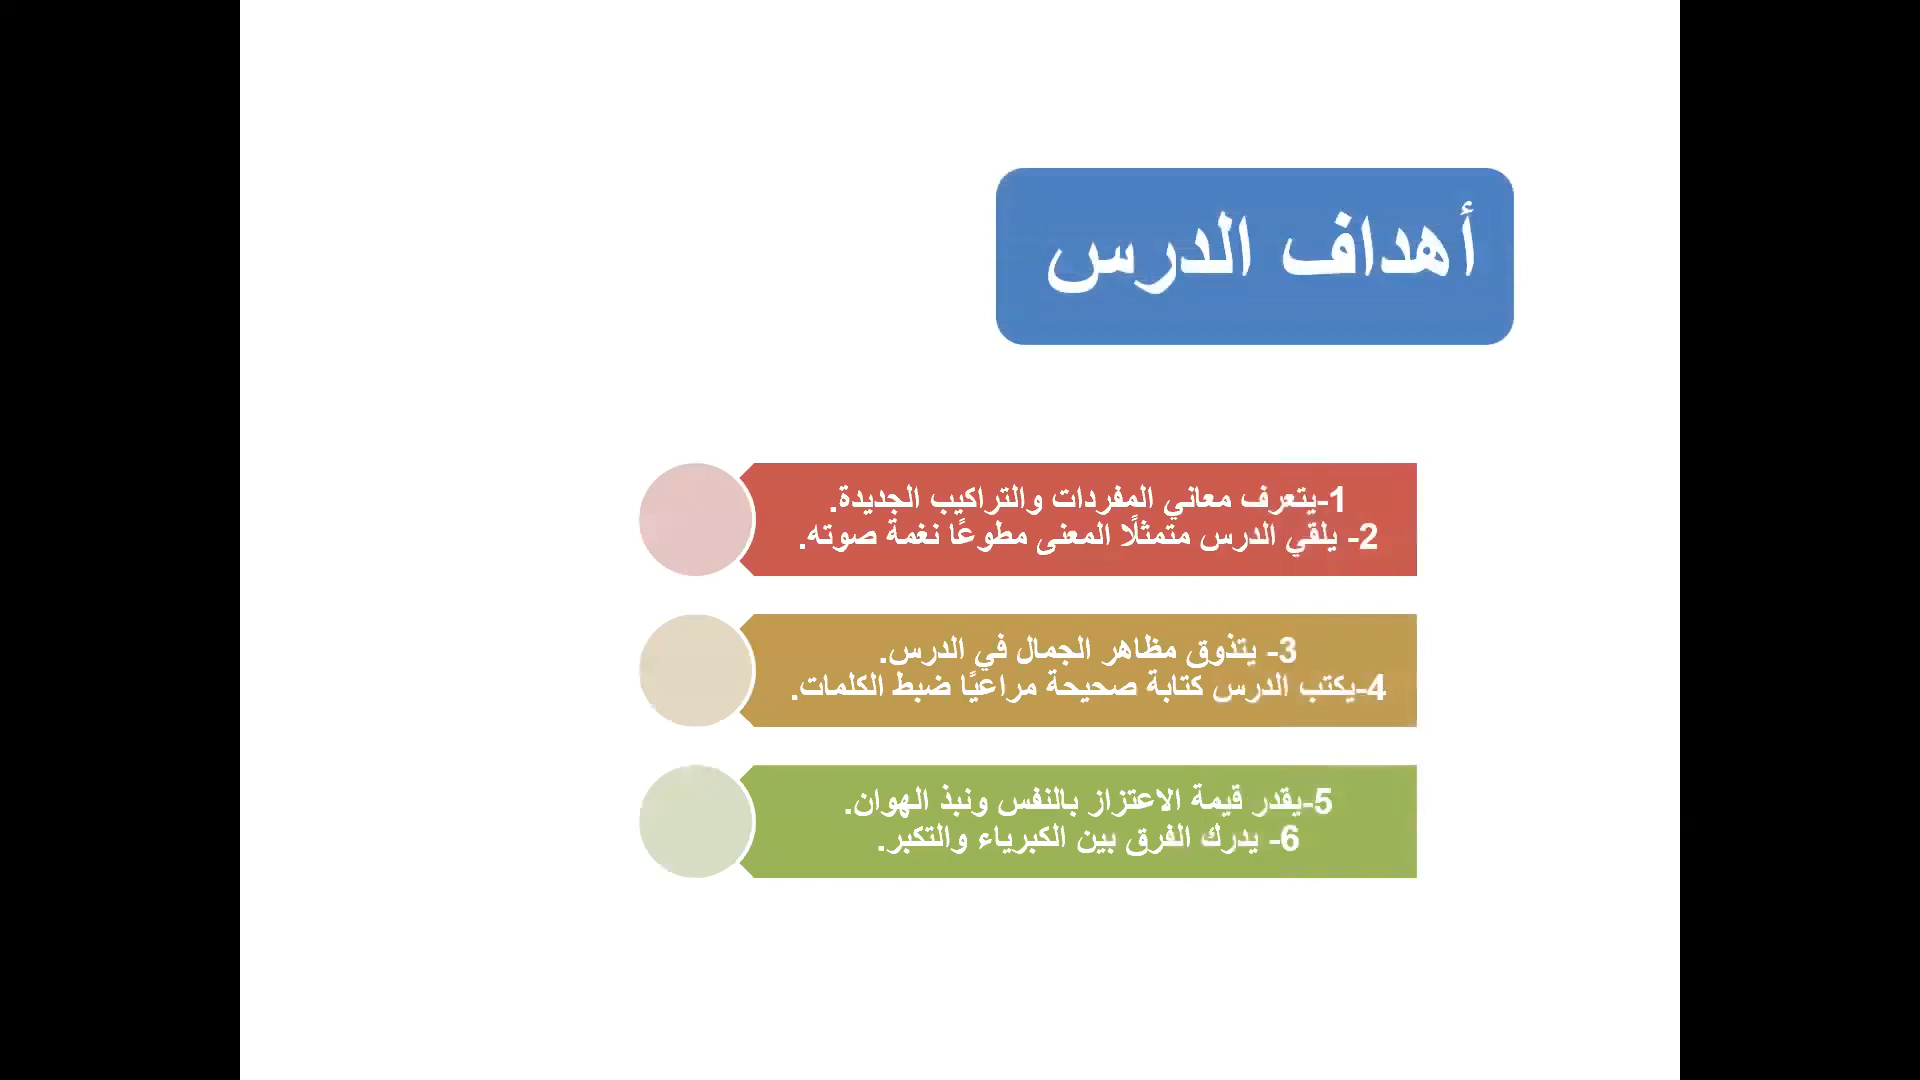 أهداف الدرس
1-يتعرف معاني المفردات والتراكيب الجديدة.
2- يلقي الدرس متمثلًا المعنى مطوعًا نغمة صوته.
3- يتذوق مظاهر الجمال في الدرس.
4-يكتب الدرس كتابة صحيحة مراعيًا ضبط الكلمات.
5-يقدر قيمة الاعتزاز بالنفس ونبذ الهوان.
6- يدرك الفرق بين الكبرياء والتكبر.